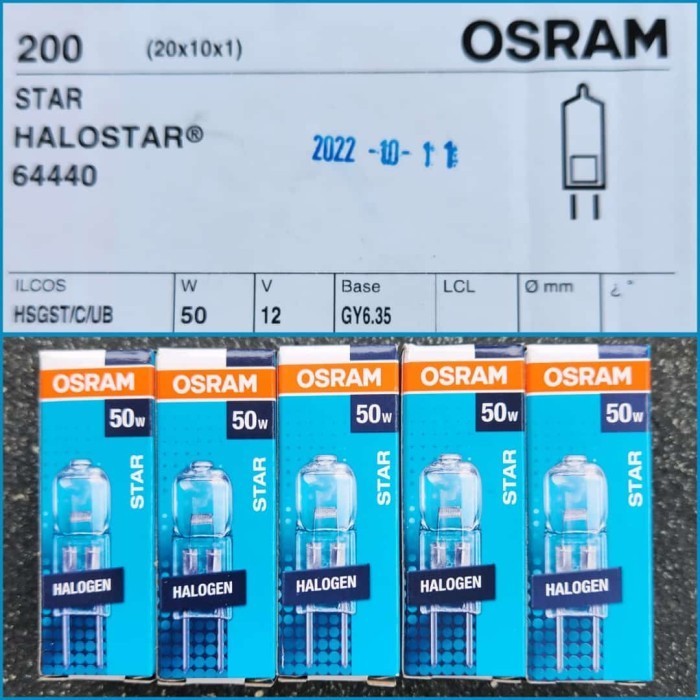 200 (20x10x1) OSRAM
STAR
HALOSTAR®
64440
2022 -10- 11
ILCOS W V Base LCL Ø mm ¿°
HSGST/C/UB 50 12 GY6.35
OSRAM
50W
STAR
HALOGEN
OSRAM
50W
STAR
HALOGEN
OSRAM
50W
STAR
HALOGEN
OSRAM
50W
STAR
HALOGEN
OSRAM
50W
STAR
HALOGEN